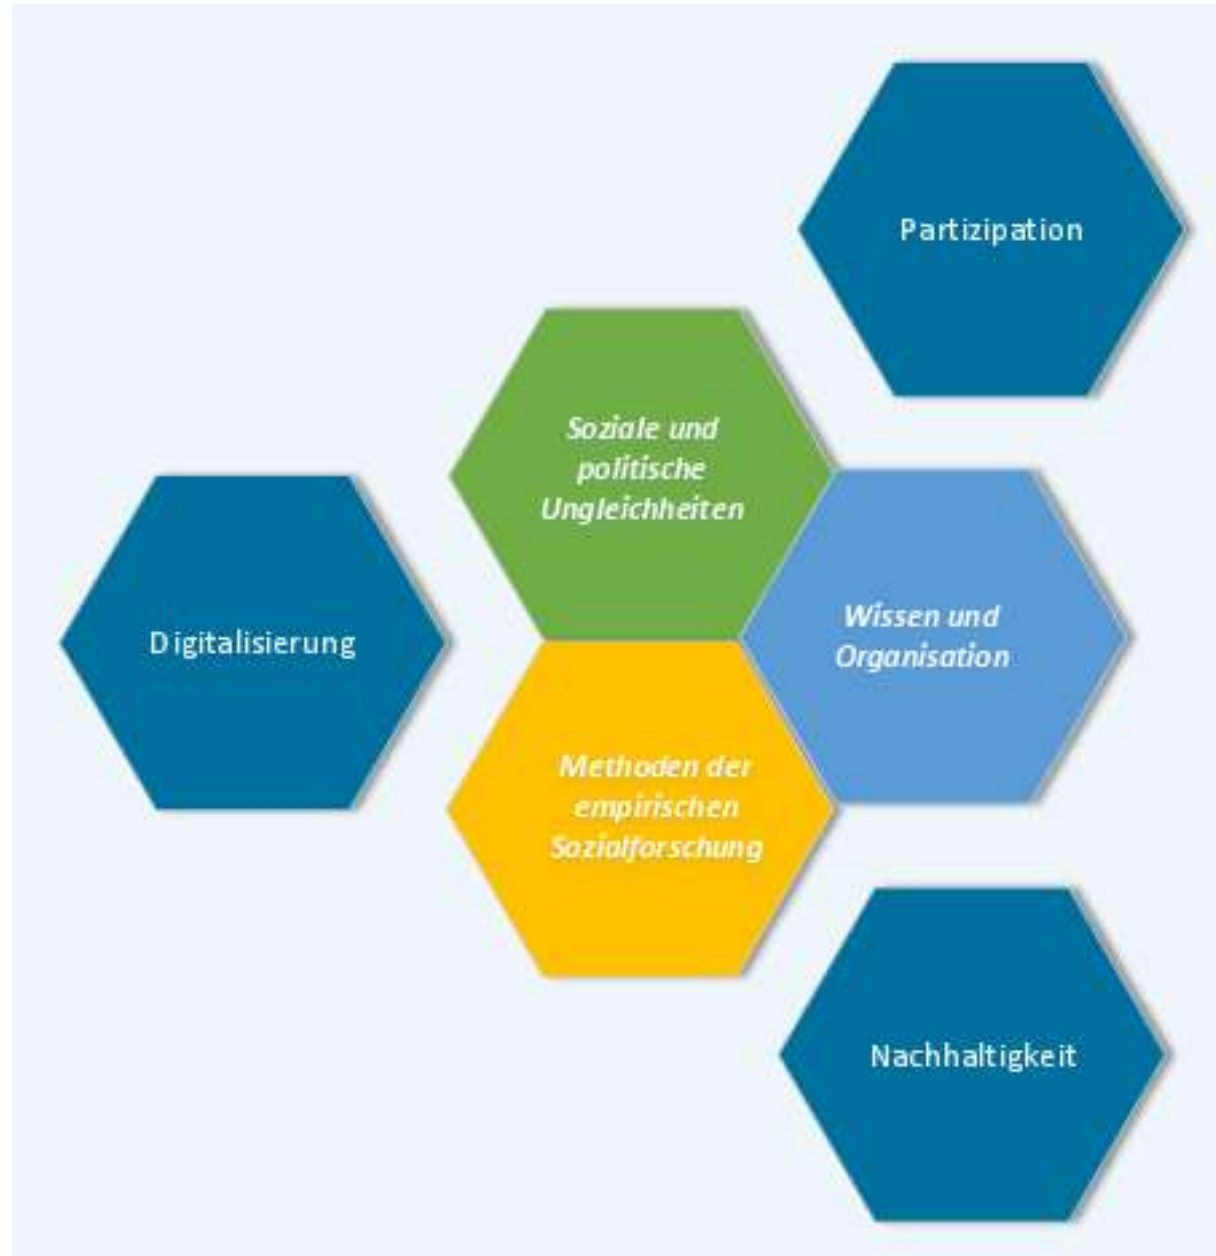 Partizipation
Soziale und
politische
Ungleichheiten
Digitalisierung
Wissen und
Organisation
Methoden der
empirischen
Sozialforschung
Nachhaltigkeit